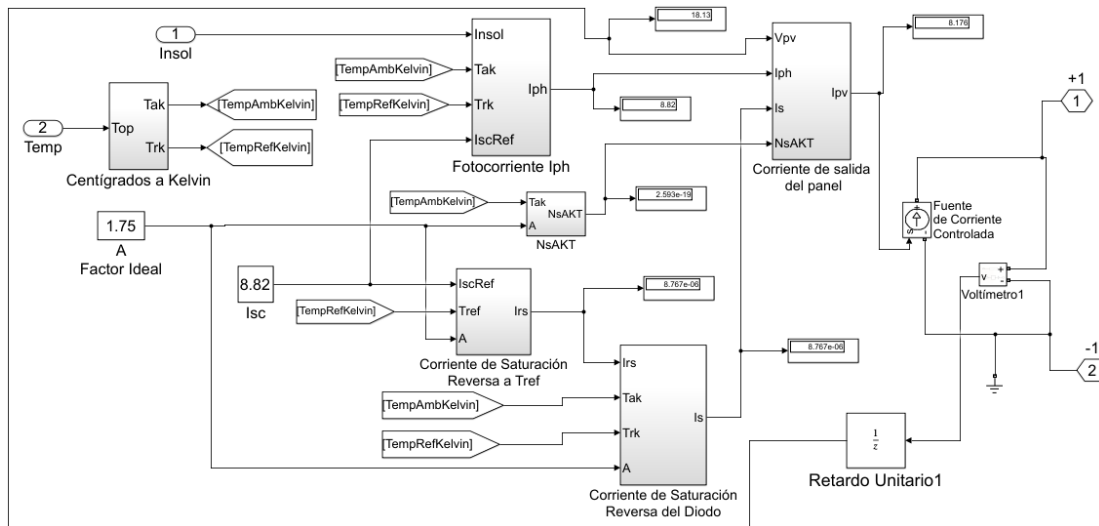 18.13
8.176
1
Insol
Insol
Tak
Trk
IscRef
Iph
[TempAmbKelvin]
[TempRefKelvin]
Fotocorriente Iph
8.82
Vpv
Iph
Is
NsAKT
Ipv
Corriente de salida
del panel
+1
1
2
Temp
Top
Tak
Trk
Centígrados a Kelvin
[TempAmbKelvin]
[TempRefKelvin]
[TempAmbKelvin]
Tak
A
NsAKT
NsAKT
2.593e-19
1.75
A
Factor Ideal
+
-
S
Fuente
de Corriente
Controlada
v
+
-
Voltímetro1
8.82
Isc
[TempRefKelvin]
IscRef
Tref
A
Irs
Corriente de Saturación
Reversa a Tref
8.767e-06
8.767e-06
-1
2
[TempAmbKelvin]
[TempRefKelvin]
Irs
Tak
Trk
A
Is
Corriente de Saturación
Reversa del Diodo
1
z
Retardo Unitario1